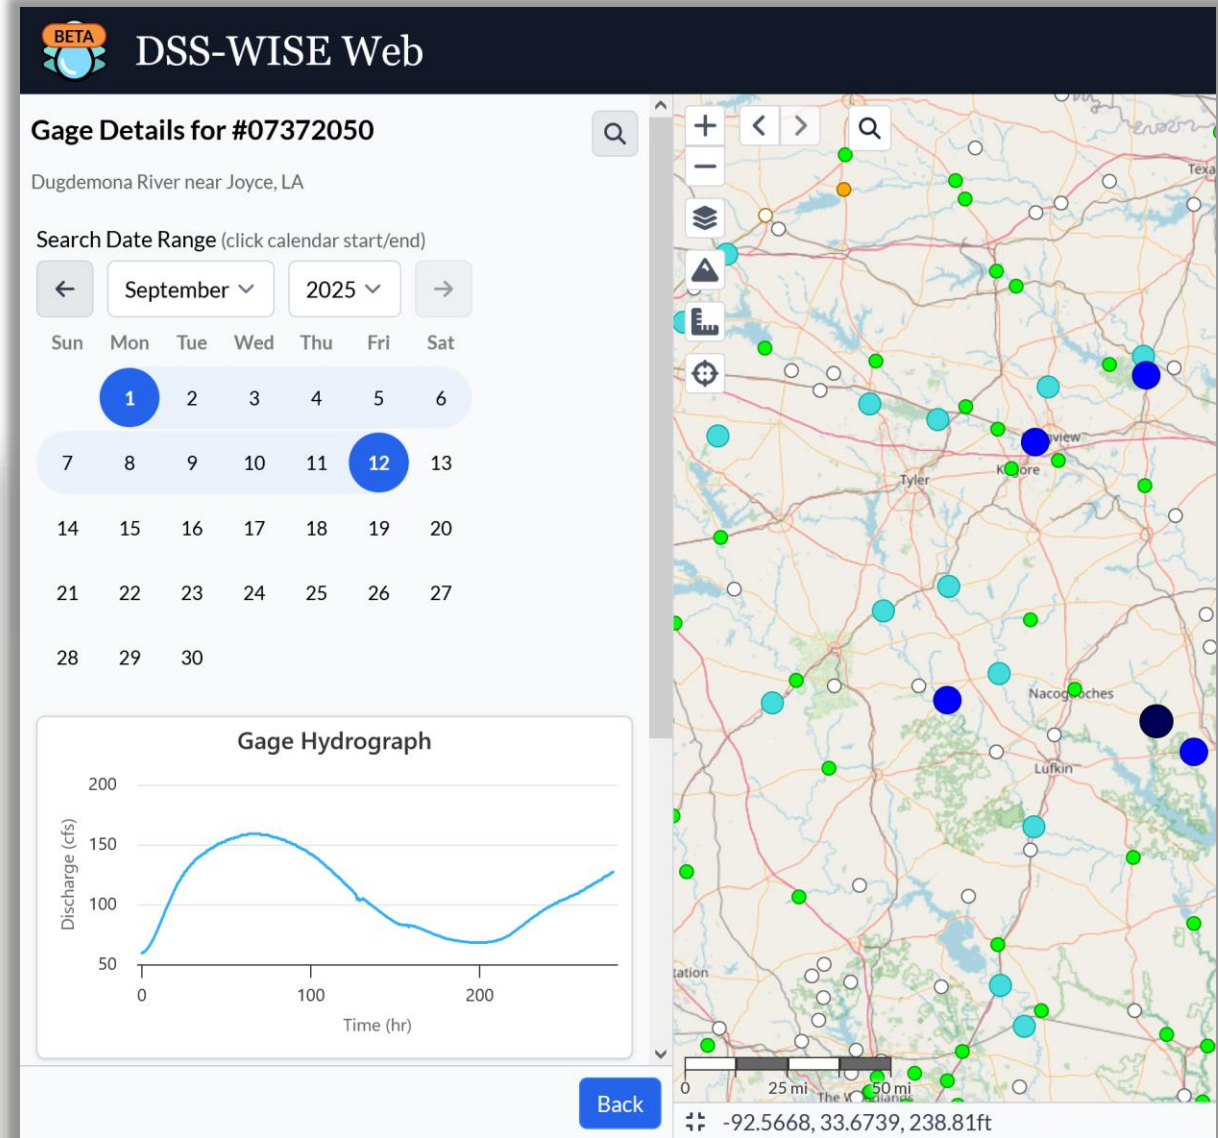 BETA
DSS-WISE Web
Gage Details for #07372050
Dugdemona River near Joyce, LA
Search Date Range (click calendar start/end)
September
2025
Sun Mon Tue Wed Thu Fri Sat
1 2 3 4 5 6
7 8 9 10 11 12 13
14 15 16 17 18 19 20
21 22 23 24 25 26 27
28 29 30
Gage Hydrograph
200
150
100
50
Discharge (cfs)
0 100 200
Time (hr)
Back
Texa
view
Tyler
Lufkin
tation
0 25 mi 50 mi
-92.5668, 33.6739, 238.81ft